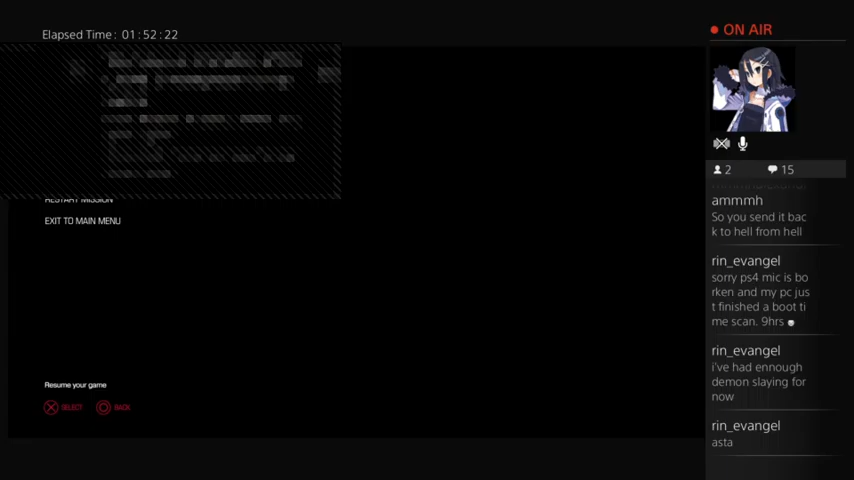 Elapsed Time: 01:52:22
ON AIR
2
15
ammmh
So you send it bac
k to hell from hell
rin_evangel
sorry ps4 mic is bo
rken and my pc jus
t finished a boot ti
me scan. 9hrs
rin_evangel
i've had ennough
demon slaying for
now
rin_evangel
asta
RESTART MISSION
EXIT TO MAIN MENU
Resume your game
SELECT
BACK